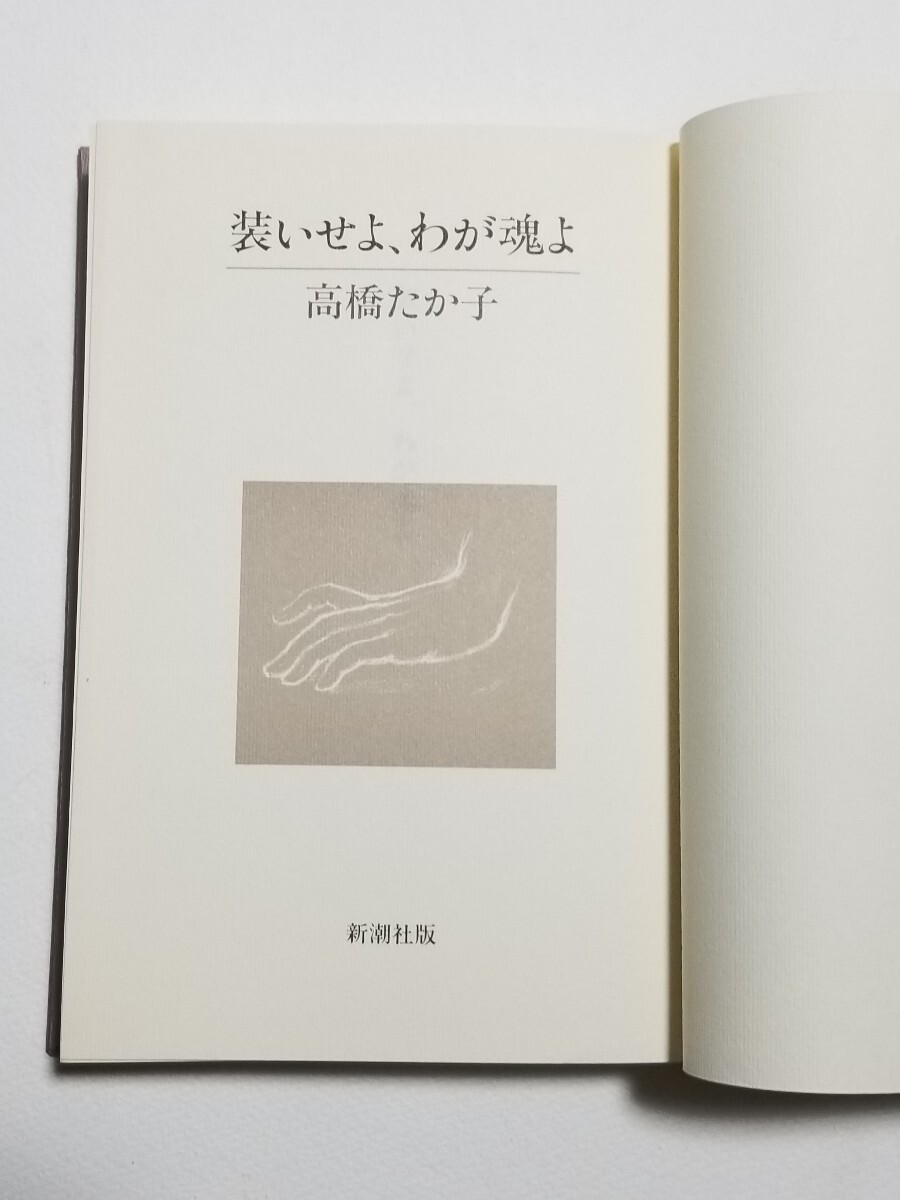 装いせよ、わが魂よ
高橋たか子
新潮社版